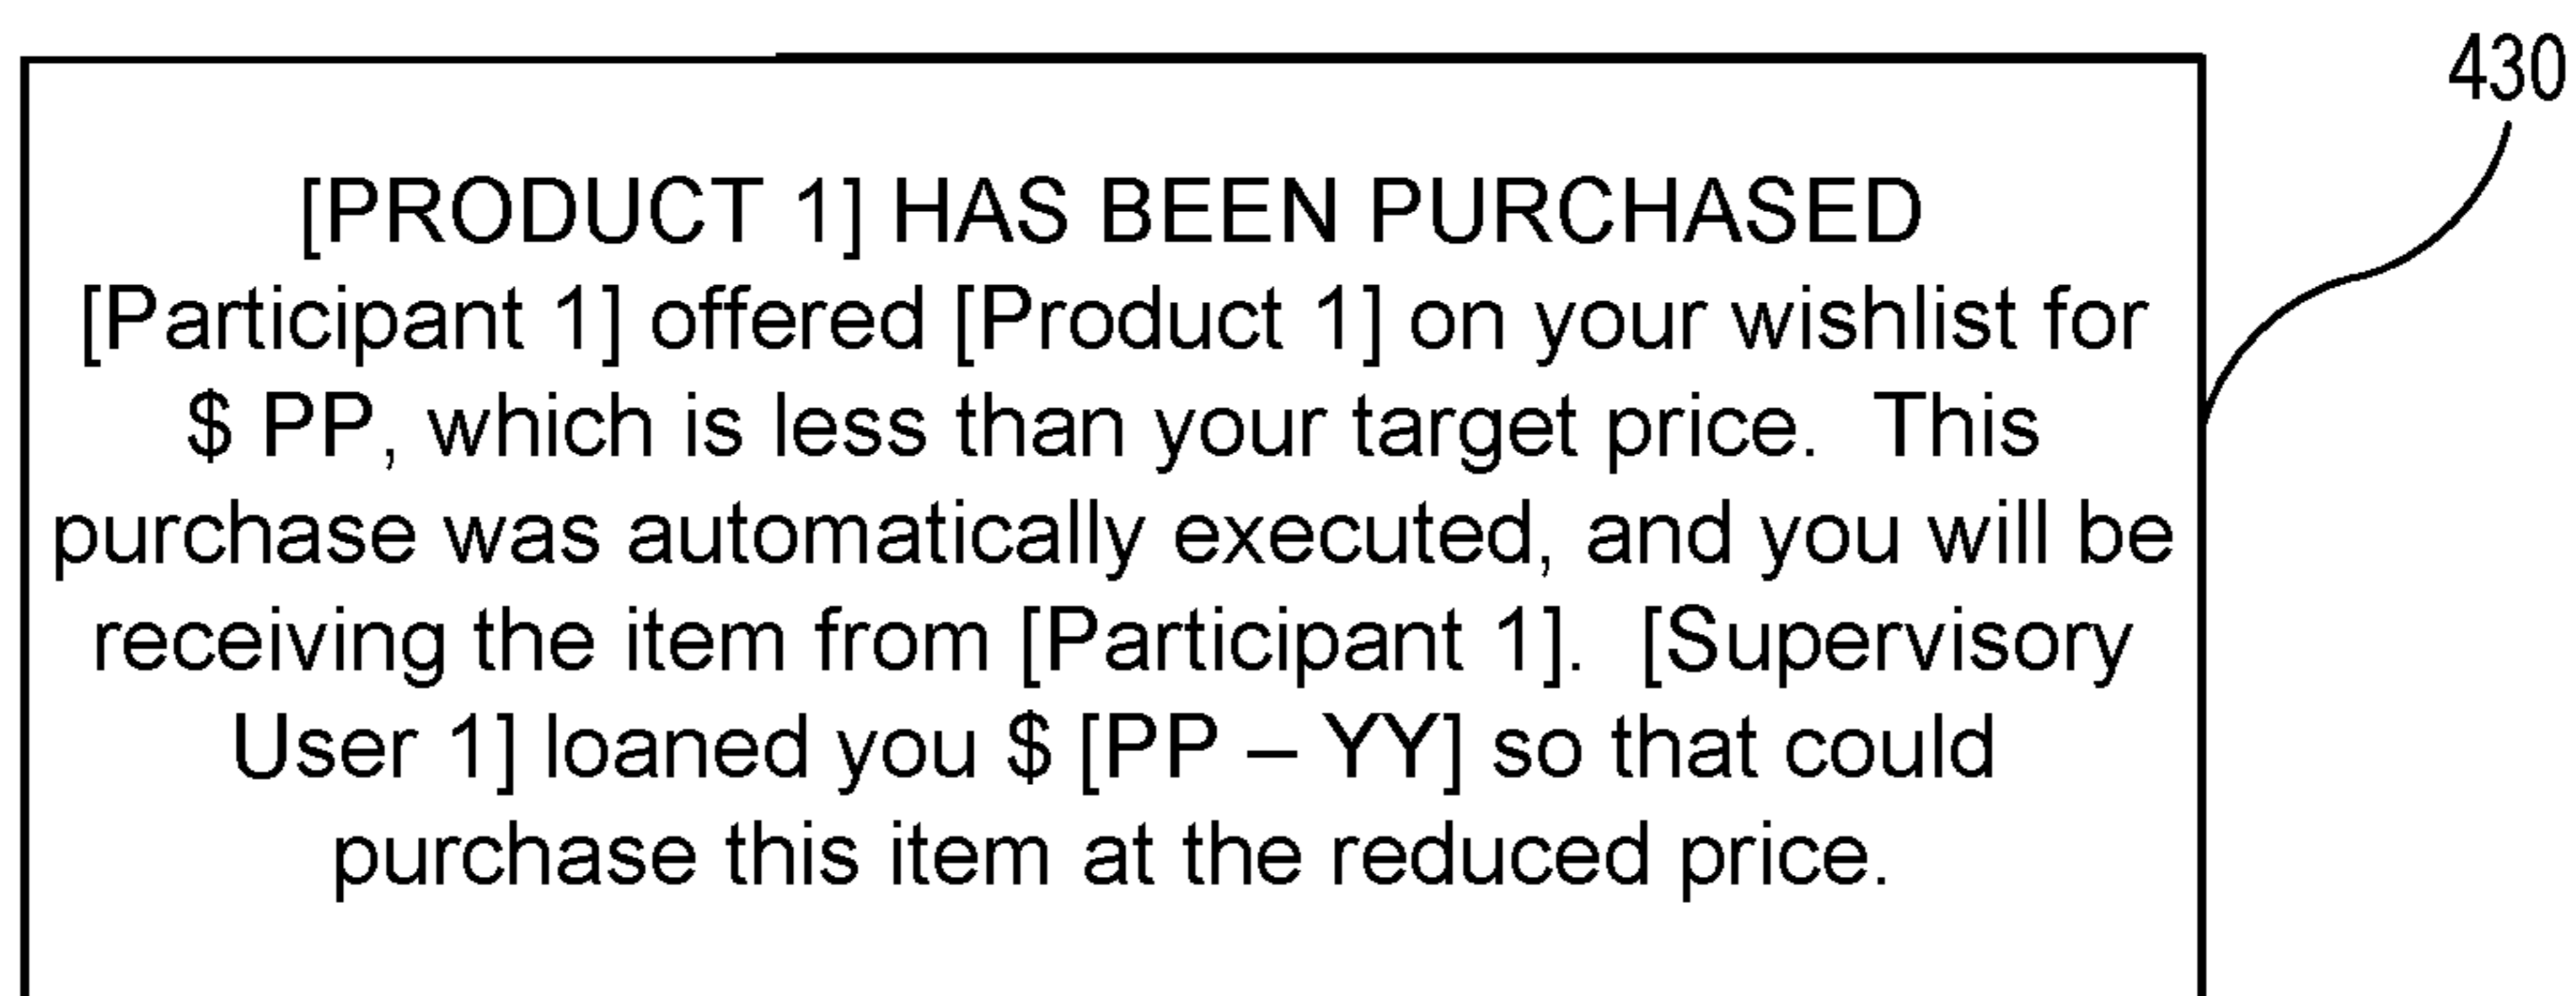 430
[PRODUCT 1] HAS BEEN PURCHASED
[Participant 1] offered [Product 1] on your wishlist for
$ PP, which is less than your target price.  This
purchase was automatically executed, and you will be
receiving the item from [Participant 1].  [Supervisory
User 1] loaned you $ [PP – YY] so that could
purchase this item at the reduced price.